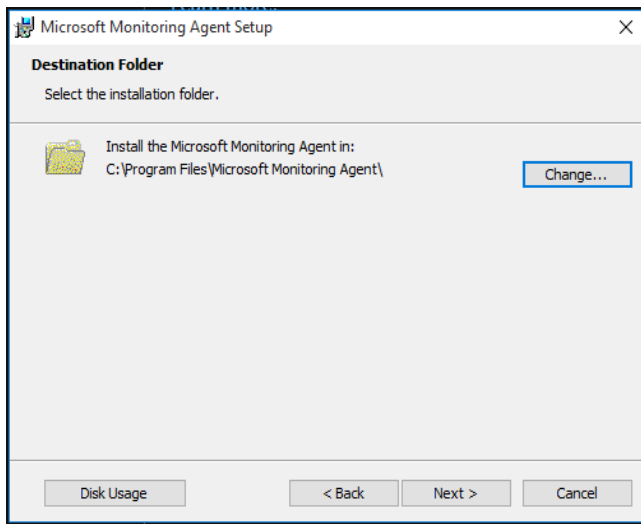 Microsoft Monitoring Agent Setup
Destination Folder
Select the installation folder.
Install the Microsoft Monitoring Agent in:
C:\Program Files\Microsoft Monitoring Agent\
Change...
Disk Usage
< Back
Next >
Cancel